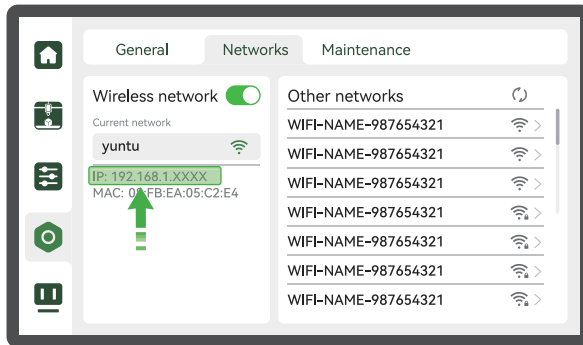 General Networks Maintenance
Wireless network
Current network
yuntu
IP: 192.168.1.XXXX
MAC: 08:FB:EA:05:C2:E4
Other networks
WIFI-NAME-987654321
WIFI-NAME-987654321
WIFI-NAME-987654321
WIFI-NAME-987654321
WIFI-NAME-987654321
WIFI-NAME-987654321
WIFI-NAME-987654321